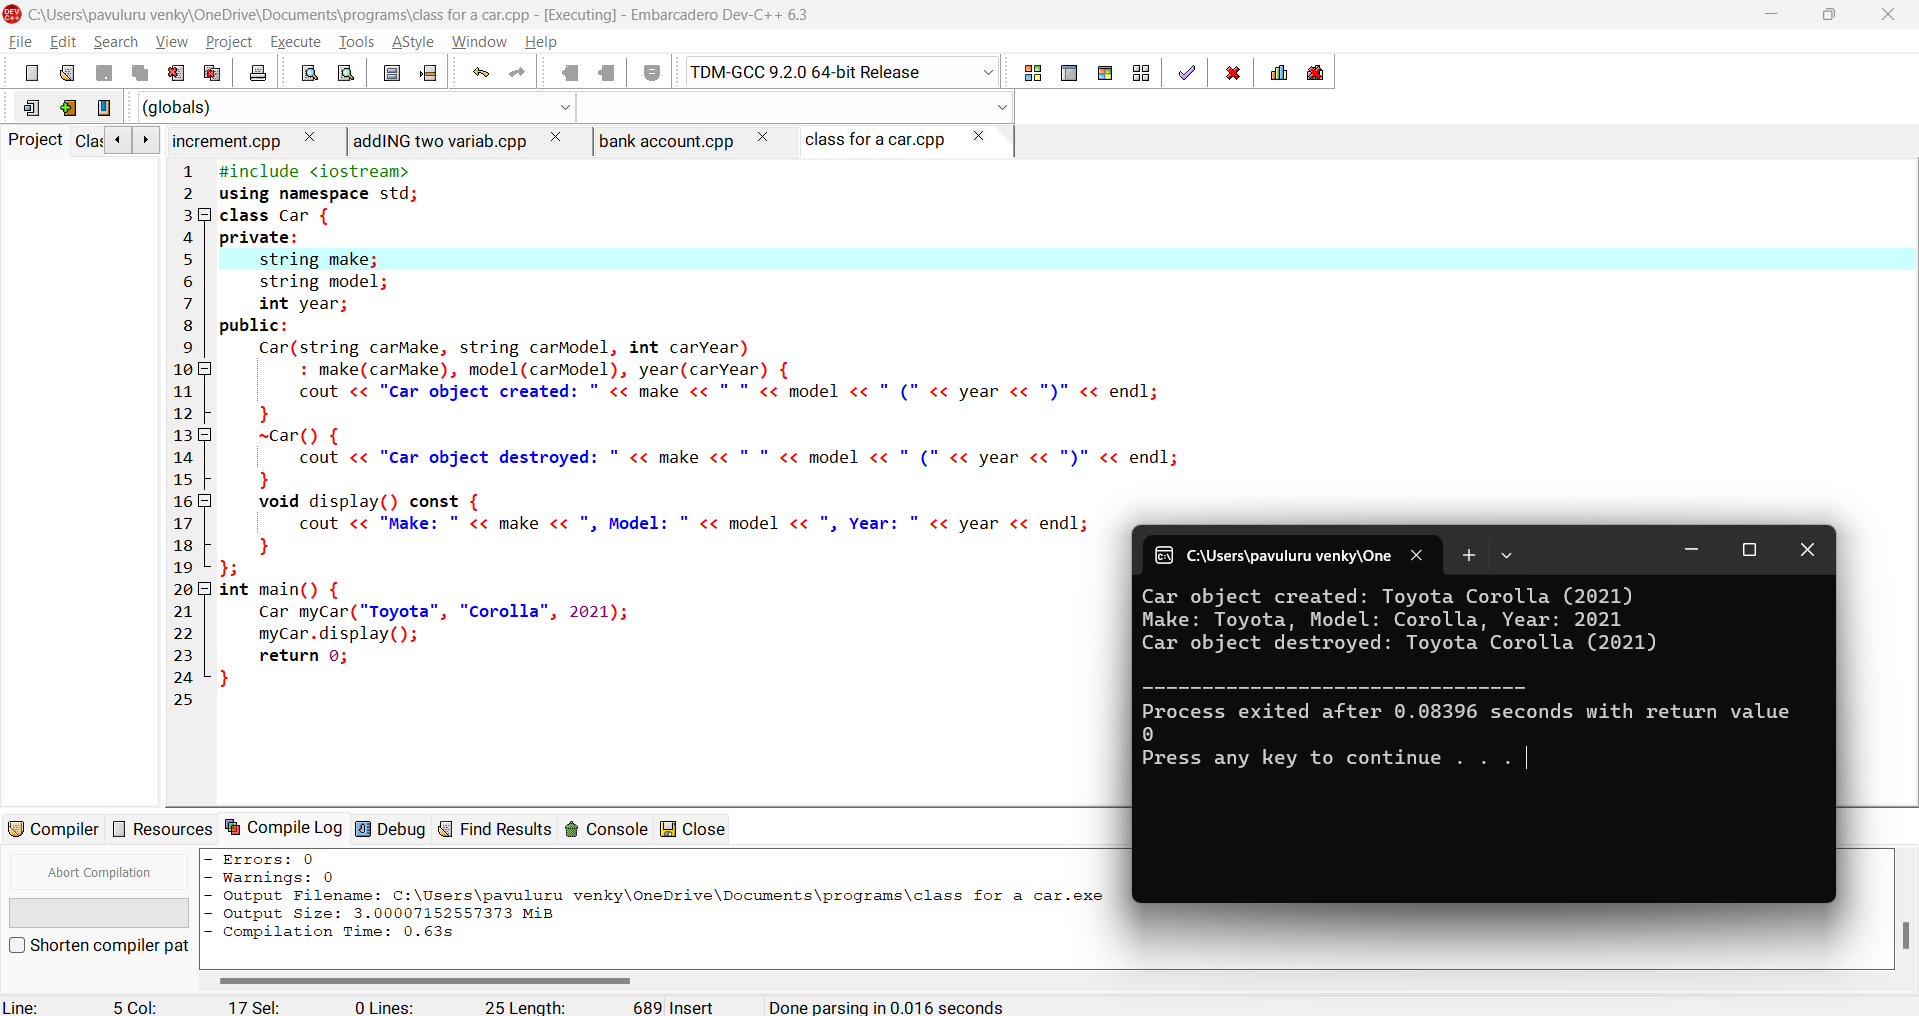 C:\Users\pavuluru venky\OneDrive\Documents\programs\class for a car.cpp - [Executing] - Embarcadero Dev-C++ 6.3
File Edit Search View Project Execute Tools AStyle Window Help
TDM-GCC 9.2.0 64-bit Release
(globals)
Project Clas increment.cpp addING two variab.cpp bank account.cpp class for a car.cpp
1 #include <iostream>
2 using namespace std;
3 class Car {
4 private:
5     string make;
6     string model;
7     int year;
8 public:
9     Car(string carMake, string carModel, int carYear)
10         : make(carMake), model(carModel), year(carYear) {
11         cout << "Car object created: " << make << " " << model << " (" << year << ")" << endl;
12     }
13     ~Car() {
14         cout << "Car object destroyed: " << make << " " << model << " (" << year << ")" << endl;
15     }
16     void display() const {
17         cout << "Make: " << make << ", Model: " << model << ", Year: " << year << endl;
18     }
19 };
20 int main() {
21     Car myCar("Toyota", "Corolla", 2021);
22     myCar.display();
23     return 0;
24 }
25
C:\Users\pavuluru venky\One
Car object created: Toyota Corolla (2021)
Make: Toyota, Model: Corolla, Year: 2021
Car object destroyed: Toyota Corolla (2021)
--------------------------------
Process exited after 0.08396 seconds with return value
0
Press any key to continue . . .
Compiler Resources Compile Log Debug Find Results Console Close
Abort Compilation
Shorten compiler pat
- Errors: 0
- Warnings: 0
- Output Filename: C:\Users\pavuluru venky\OneDrive\Documents\programs\class for a car.exe
- Output Size: 3.00007152557373 MiB
- Compilation Time: 0.63s
Line: 5 Col: 17 Sel: 0 Lines: 25 Length: 689 Insert Done parsing in 0.016 seconds